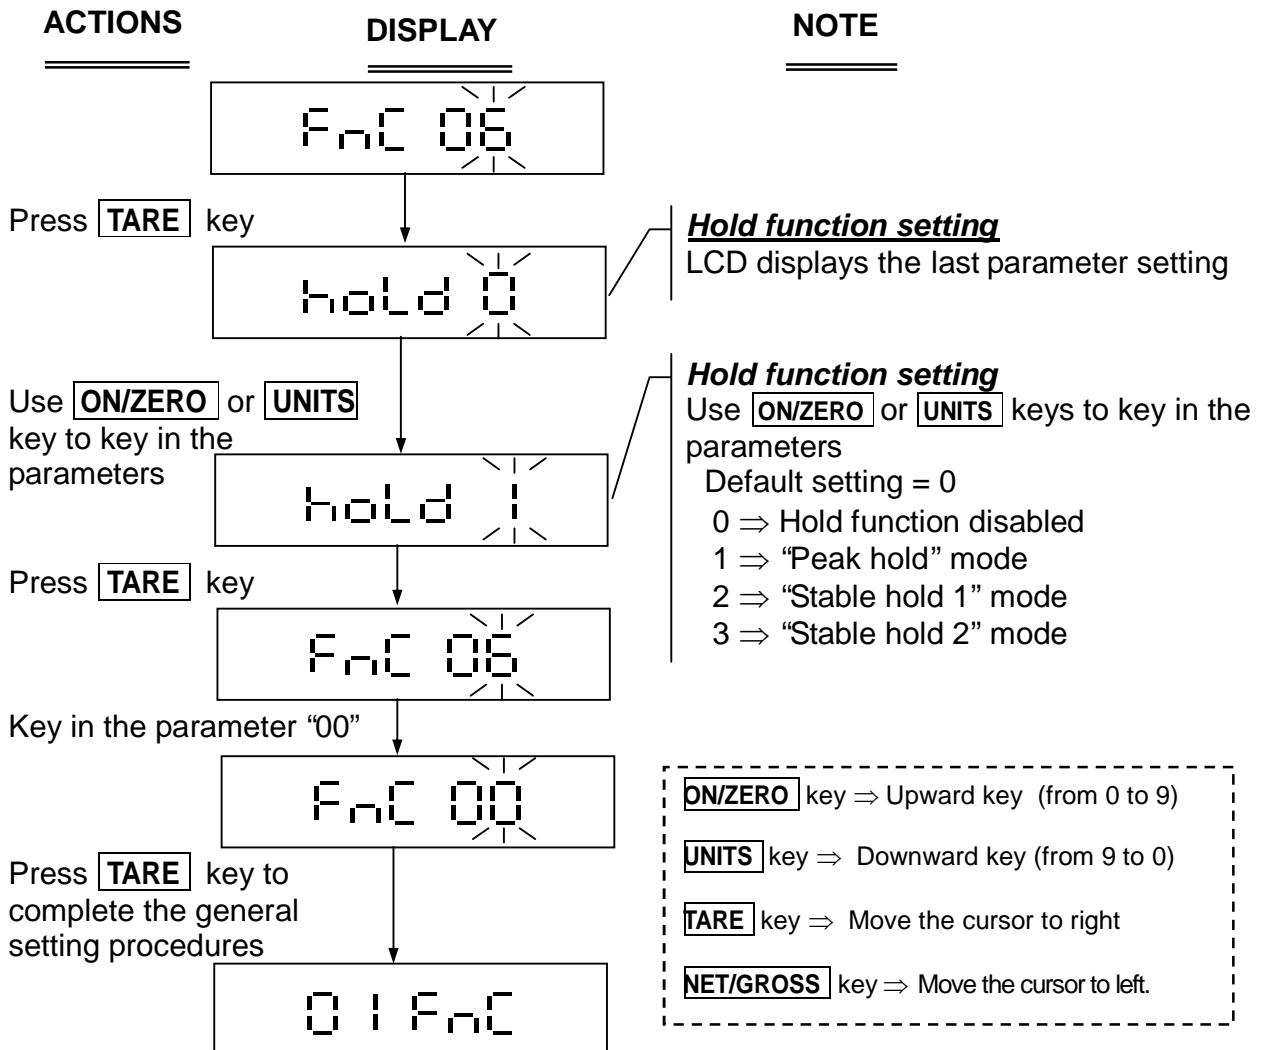 ACTIONS
DISPLAY
NOTE
FnC 06
Press TARE key
hoLd 0
Hold function setting
LCD displays the last parameter setting
Use ON/ZERO or UNITS
key to key in the
parameters
hoLd 1
Hold function setting
Use ON/ZERO or UNITS keys to key in the
parameters
Default setting = 0
0 ⇒ Hold function disabled
1 ⇒ “Peak hold” mode
2 ⇒ “Stable hold 1” mode
3 ⇒ “Stable hold 2” mode
Press TARE key
FnC 06
Key in the parameter “00”
FnC 00
Press TARE key to
complete the general
setting procedures
01 FnC
ON/ZERO key ⇒ Upward key (from 0 to 9)
UNITS key ⇒ Downward key (from 9 to 0)
TARE key ⇒ Move the cursor to right
NET/GROSS key ⇒ Move the cursor to left.